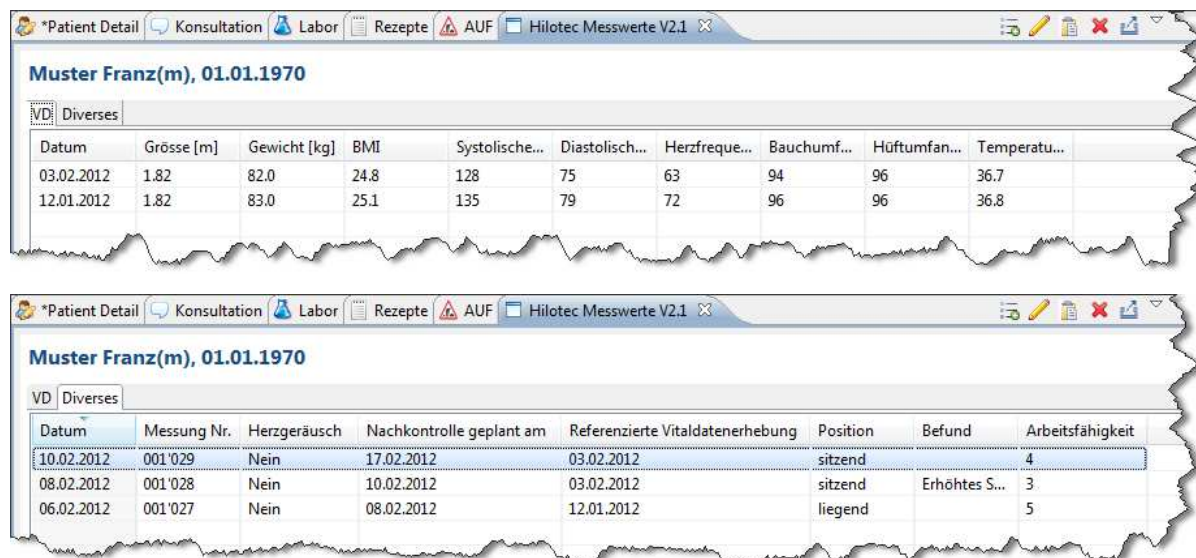 *Patient Detail Konsultation Labor Rezepte AUF Hilotec Messwerte V2.1
Muster Franz(m), 01.01.1970
VD Diverses
Datum Grösse [m] Gewicht [kg] BMI Systolische... Diastolisch... Herzfreque... Bauchumf... Hüftumfan... Temperatu...
03.02.2012 1.82 82.0 24.8 128 75 63 94 96 36.7
12.01.2012 1.82 83.0 25.1 135 79 72 96 96 36.8
*Patient Detail Konsultation Labor Rezepte AUF Hilotec Messwerte V2.1
Muster Franz(m), 01.01.1970
VD Diverses
Datum Messung Nr. Herzgeräusch Nachkontrolle geplant am Referenzierte Vitaldatenerhebung Position Befund Arbeitsfähigkeit
10.02.2012 001'029 Nein 17.02.2012 03.02.2012 sitzend 4
08.02.2012 001'028 Nein 10.02.2012 03.02.2012 sitzend Erhöhtes S... 3
06.02.2012 001'027 Nein 08.02.2012 12.01.2012 liegend 5